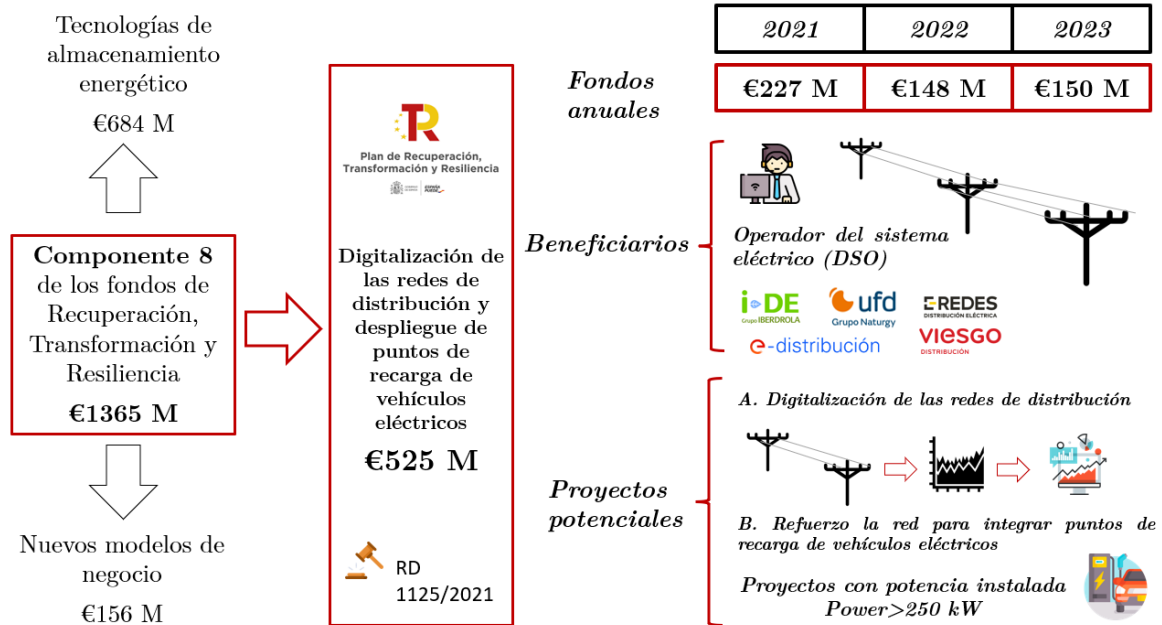 Tecnologías de
almacenamiento
energético
€684 M
Componente 8
de los fondos de
Recuperación,
Transformación y
Resiliencia
€1365 M
Nuevos modelos de
negocio
€156 M
Plan de Recuperación,
Transformación y Resiliencia
Digitalización de
las redes de
distribución y
despliegue de
puntos de
recarga de
vehículos
eléctricos
€525 M
RD
1125/2021
2021 2022 2023
Fondos
anuales
€227 M €148 M €150 M
Beneficiarios
Operador del sistema
eléctrico (DSO)
i-DE
Grupo IBERDROLA
ufd
Grupo Naturgy
E-REDES
DISTRIBUCIÓN ELÉCTRICA
e-distribución
viesgo
DISTRIBUCIÓN
Proyectos
potenciales
A. Digitalización de las redes de distribución
B. Refuerzo la red para integrar puntos de
recarga de vehículos eléctricos
Proyectos con potencia instalada
Power>250 kW